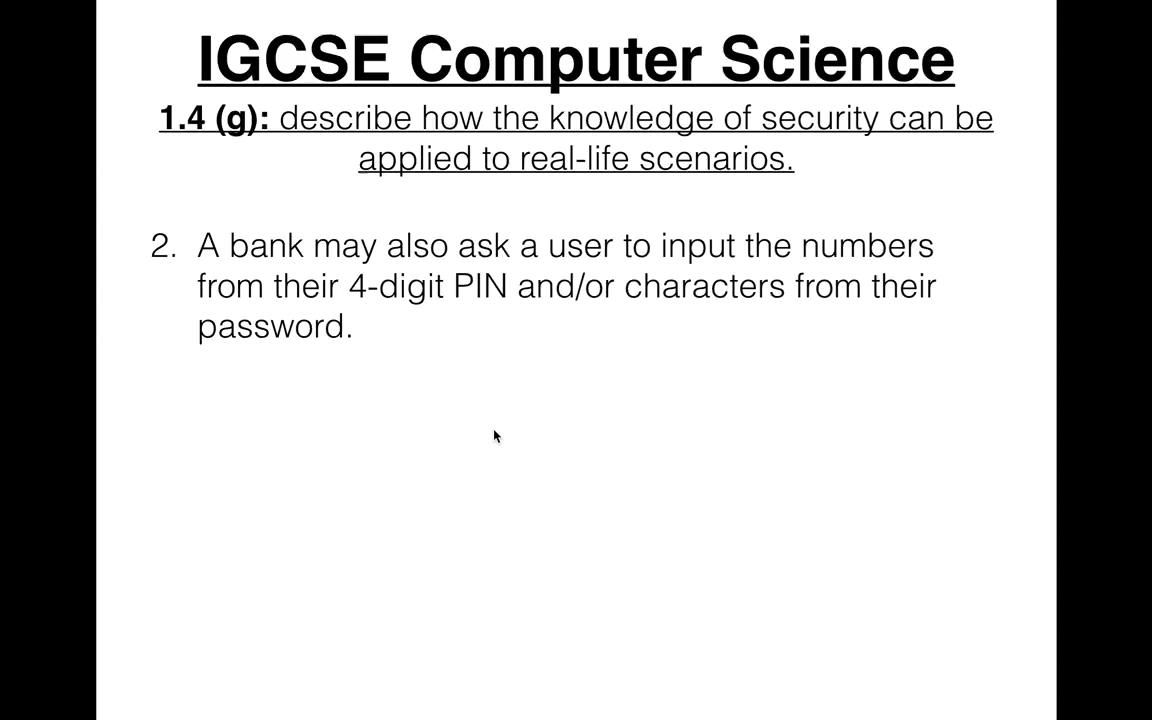 IGCSE Computer Science
1.4 (g): describe how the knowledge of security can be
applied to real-life scenarios.
2. A bank may also ask a user to input the numbers
from their 4-digit PIN and/or characters from their
password.